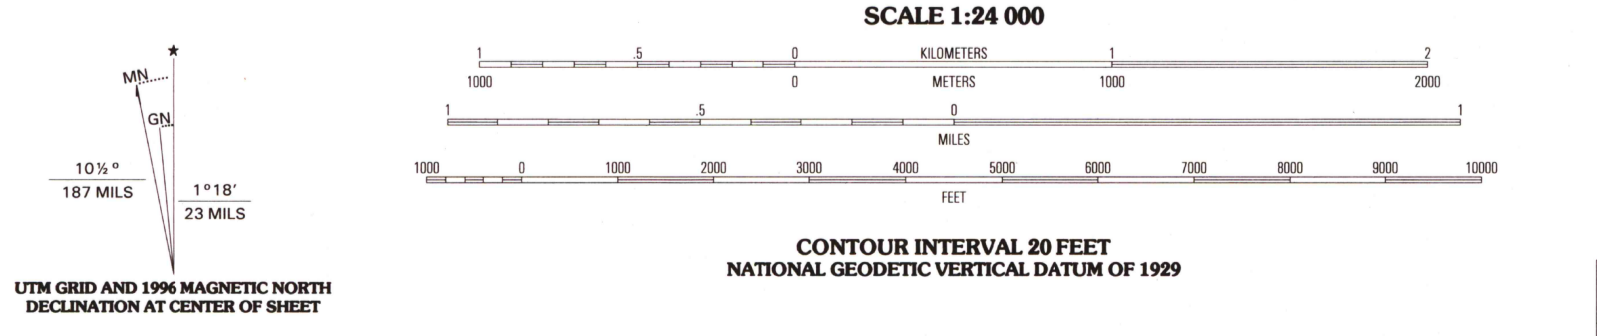 SCALE 1:24 000
1 .5 0 KILOMETERS 1 2
1000 0 METERS 1000 2000
1 .5 0 1
MILES
1000 0 1000 2000 3000 4000 5000 6000 7000 8000 9000 10000
FEET
CONTOUR INTERVAL 20 FEET
NATIONAL GEODETIC VERTICAL DATUM OF 1929
MN
GN
10½°
187 MILS
1°18′
23 MILS
UTM GRID AND 1996 MAGNETIC NORTH
DECLINATION AT CENTER OF SHEET